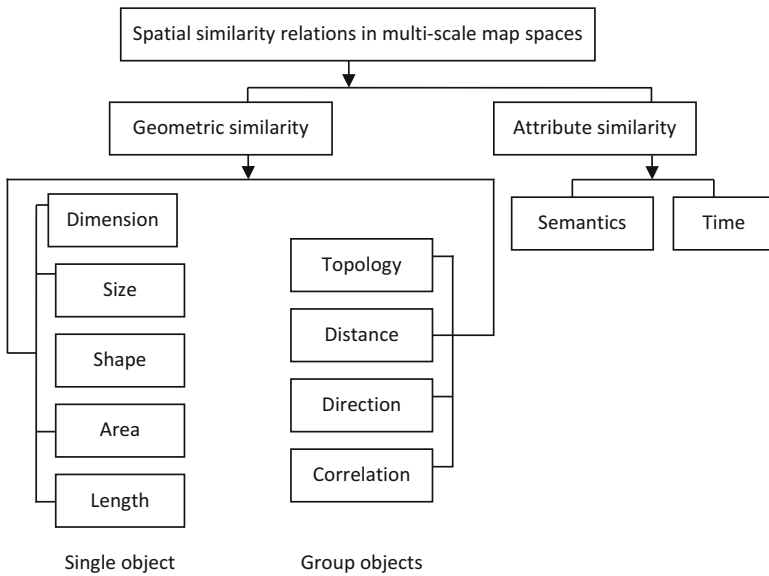 Spatial similarity relations in multi-scale map spaces
Geometric similarity
Attribute similarity
Dimension
Size
Shape
Area
Length
Topology
Distance
Direction
Correlation
Semantics
Time
Single object
Group objects